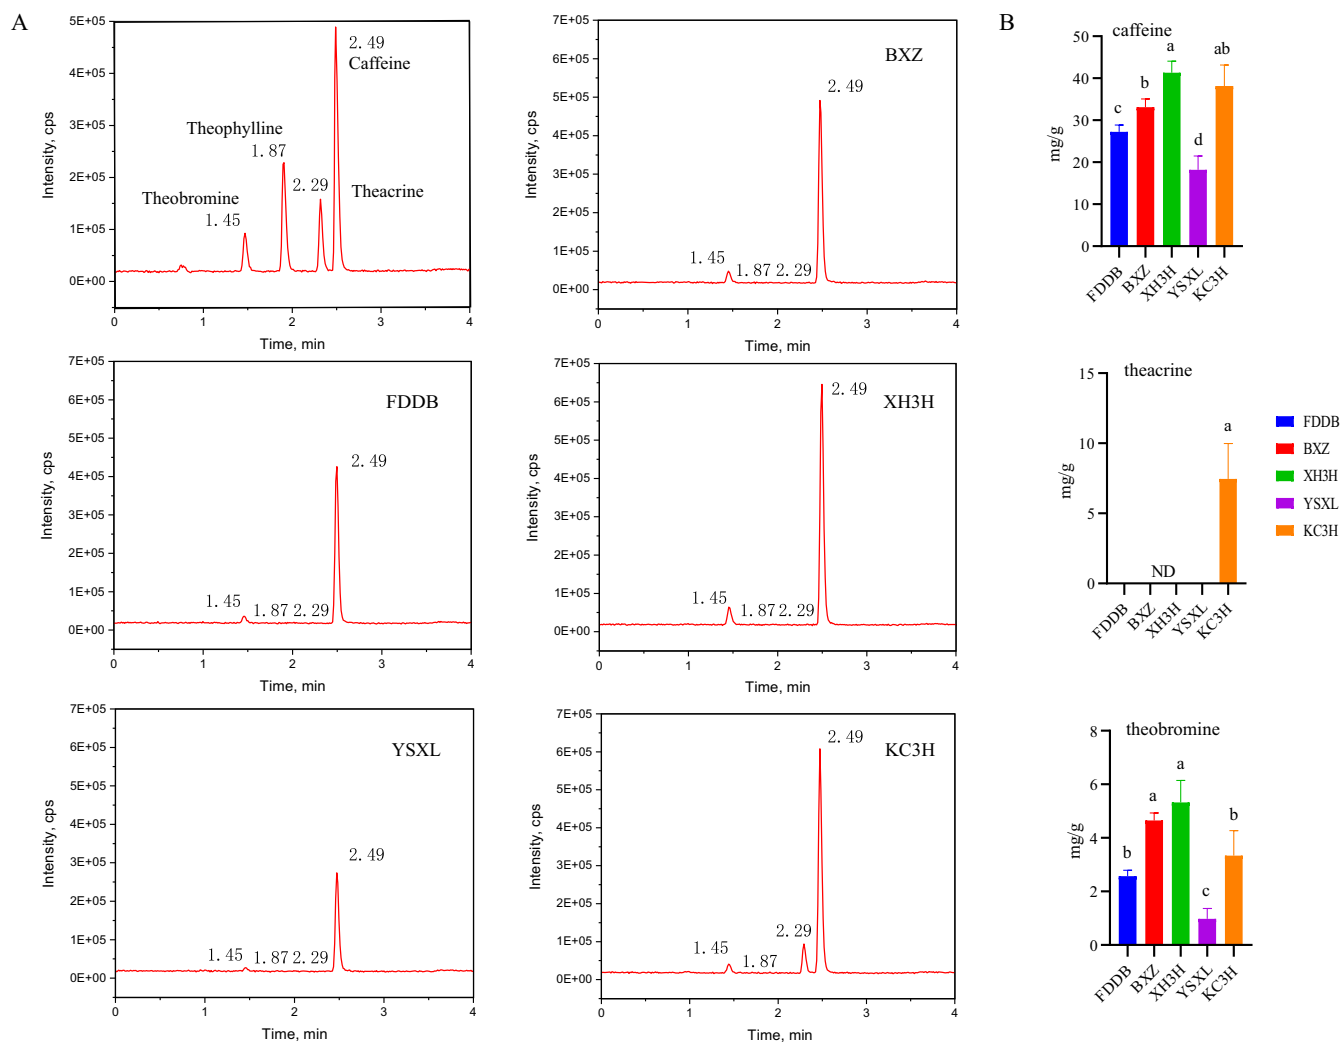 A
5E+05
4E+05
3E+05
2E+05
1E+05
0E+00
Intensity, cps
2.49
Caffeine
Theophylline
1.87
2.29
Theacrine
Theobromine
1.45
0
1
2
3
4
Time, min
7E+05
6E+05
5E+05
4E+05
3E+05
2E+05
1E+05
0E+00
Intensity, cps
BXZ
2.49
1.45
1.87
2.29
0
1
2
3
4
Time, min
7E+05
6E+05
5E+05
4E+05
3E+05
2E+05
1E+05
0E+00
Intensity, cps
FDDB
2.49
1.45
1.87
2.29
0
1
2
3
4
Time, min
7E+05
6E+05
5E+05
4E+05
3E+05
2E+05
1E+05
0E+00
Intensity, cps
XH3H
2.49
1.45
1.87
2.29
0
1
2
3
4
Time, min
7E+05
6E+05
5E+05
4E+05
3E+05
2E+05
1E+05
0E+00
Intensity, cps
YSXL
2.49
1.45
1.87
2.29
0
1
2
3
4
Time, min
7E+05
6E+05
5E+05
4E+05
3E+05
2E+05
1E+05
0E+00
Intensity, cps
KC3H
2.49
2.29
1.45
1.87
0
1
2
3
4
Time, min
B
caffeine
50
40
30
20
10
0
mg/g
c
b
a
d
ab
FDDB
BXZ
XH3H
YSXL
KC3H
theacrine
15
10
5
0
mg/g
ND
a
FDDB
BXZ
XH3H
YSXL
KC3H
FDDB
BXZ
XH3H
YSXL
KC3H
theobromine
8
6
4
2
0
mg/g
b
a
a
c
b
FDDB
BXZ
XH3H
YSXL
KC3H